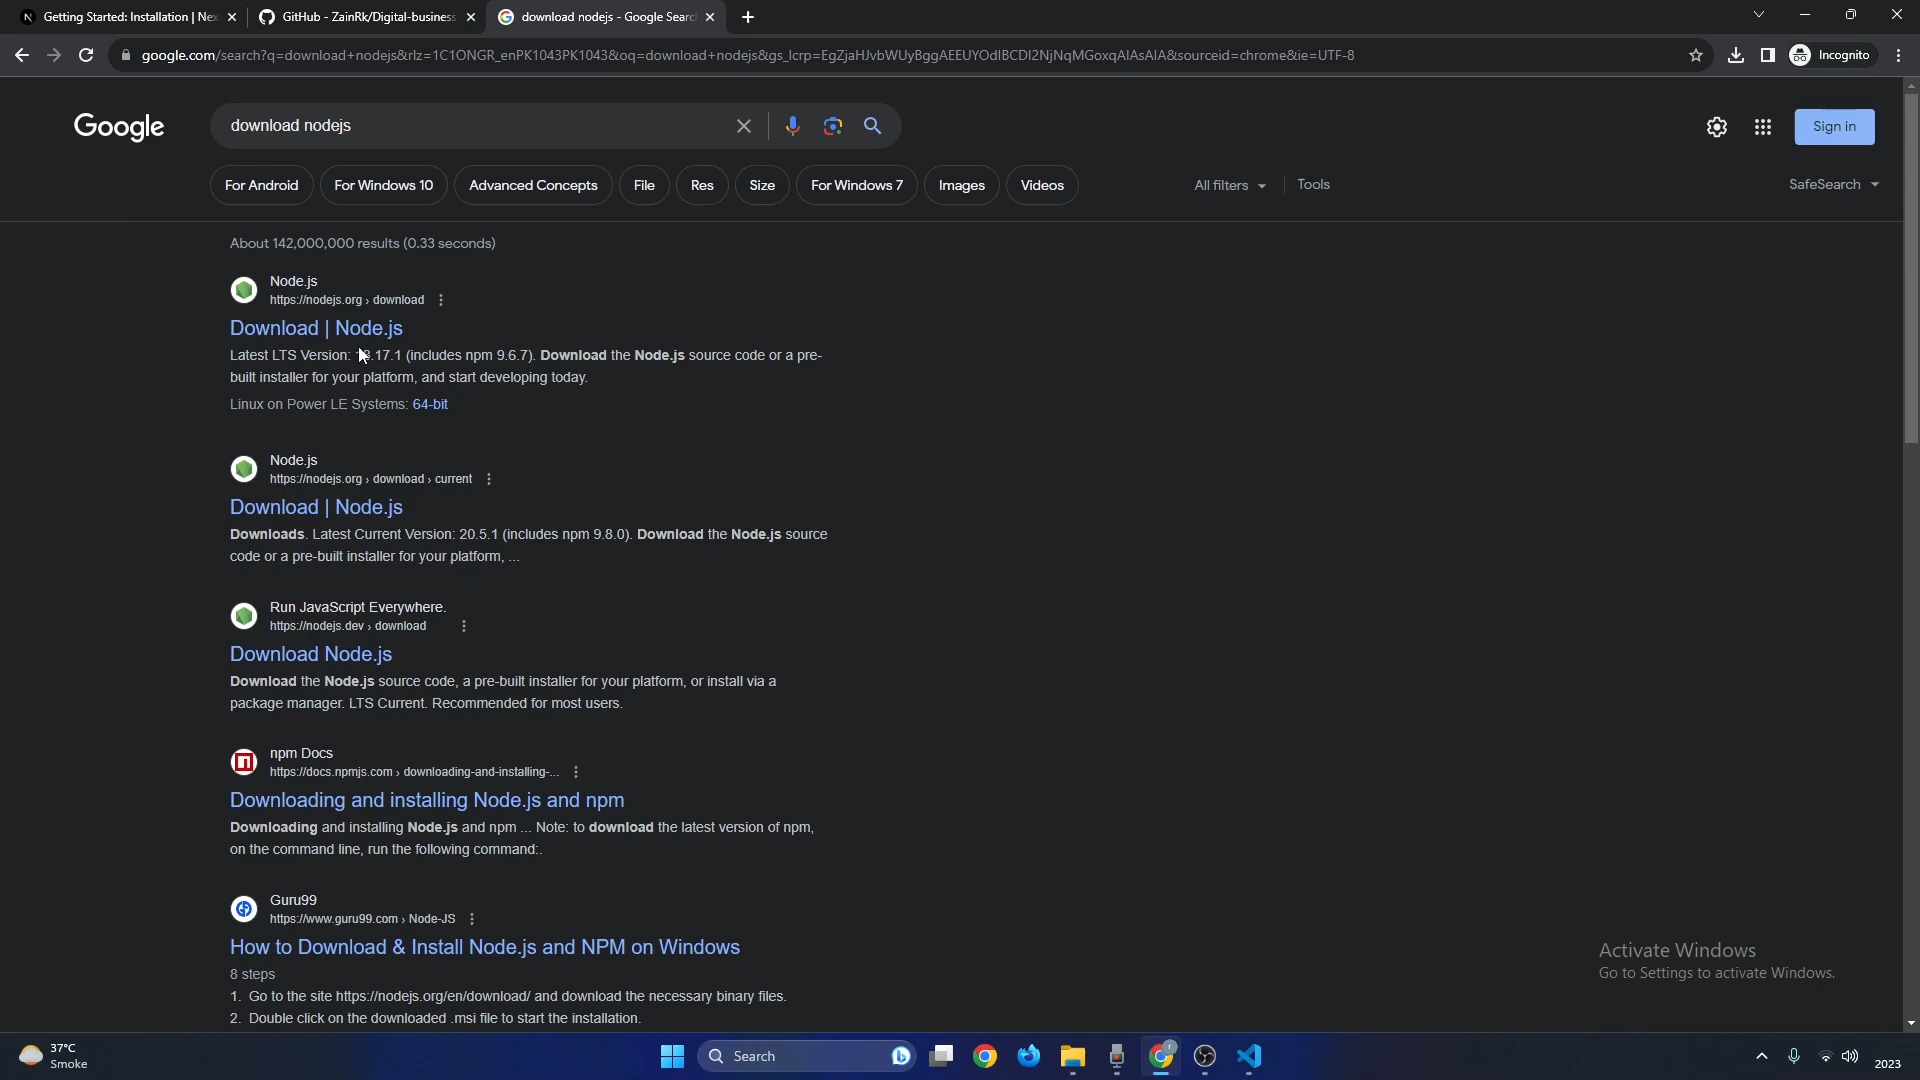 Getting Started: Installation | Nex
GitHub - ZainRk/Digital-business
download nodejs - Google Searc
google.com/search?q=download+nodejs&rlz=1C1ONGR_enPK1043PK1043&oq=download+nodejs&gs_lcrp=EgZjaHJvbWUyBggAEEUYOdIBCDI2NjNqMGoxqAIAsAIA&sourceid=chrome&ie=UTF-8
Incognito
Google
download nodejs
Sign in
For Android
For Windows 10
Advanced Concepts
File
Res
Size
For Windows 7
Images
Videos
All filters
Tools
SafeSearch
About 142,000,000 results (0.33 seconds)
Node.js
https://nodejs.org › download
Download | Node.js
Latest LTS Version: .17.1 (includes npm 9.6.7). Download the Node.js source code or a pre-
built installer for your platform, and start developing today.
Linux on Power LE Systems: 64-bit
Node.js
https://nodejs.org › download › current
Download | Node.js
Downloads. Latest Current Version: 20.5.1 (includes npm 9.8.0). Download the Node.js source
code or a pre-built installer for your platform, ...
Run JavaScript Everywhere.
https://nodejs.dev › download
Download Node.js
Download the Node.js source code, a pre-built installer for your platform, or install via a
package manager. LTS Current. Recommended for most users.
npm Docs
https://docs.npmjs.com › downloading-and-installing-...
Downloading and installing Node.js and npm
Downloading and installing Node.js and npm ... Note: to download the latest version of npm,
on the command line, run the following command:.
Guru99
https://www.guru99.com › Node-JS
How to Download & Install Node.js and NPM on Windows
8 steps
1. Go to the site https://nodejs.org/en/download/ and download the necessary binary files.
2. Double click on the downloaded .msi file to start the installation.
Activate Windows
Go to Settings to activate Windows.
37°C
Smoke
Search
2023